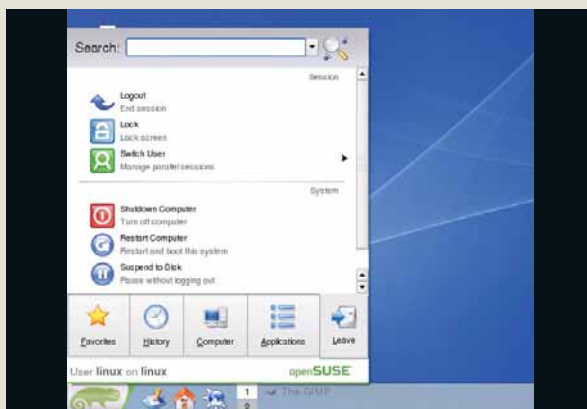 Search:
Session
Logout
End session
Lock
Lock screen
Switch User
Manage parallel sessions
System
Shutdown Computer
Turn off computer
Restart Computer
Restart and boot this system
Suspend to Disk
Pause without logging out
Favorites
History
Computer
Applications
Leave
User linux on linux
openSUSE
1
The GIMP
2